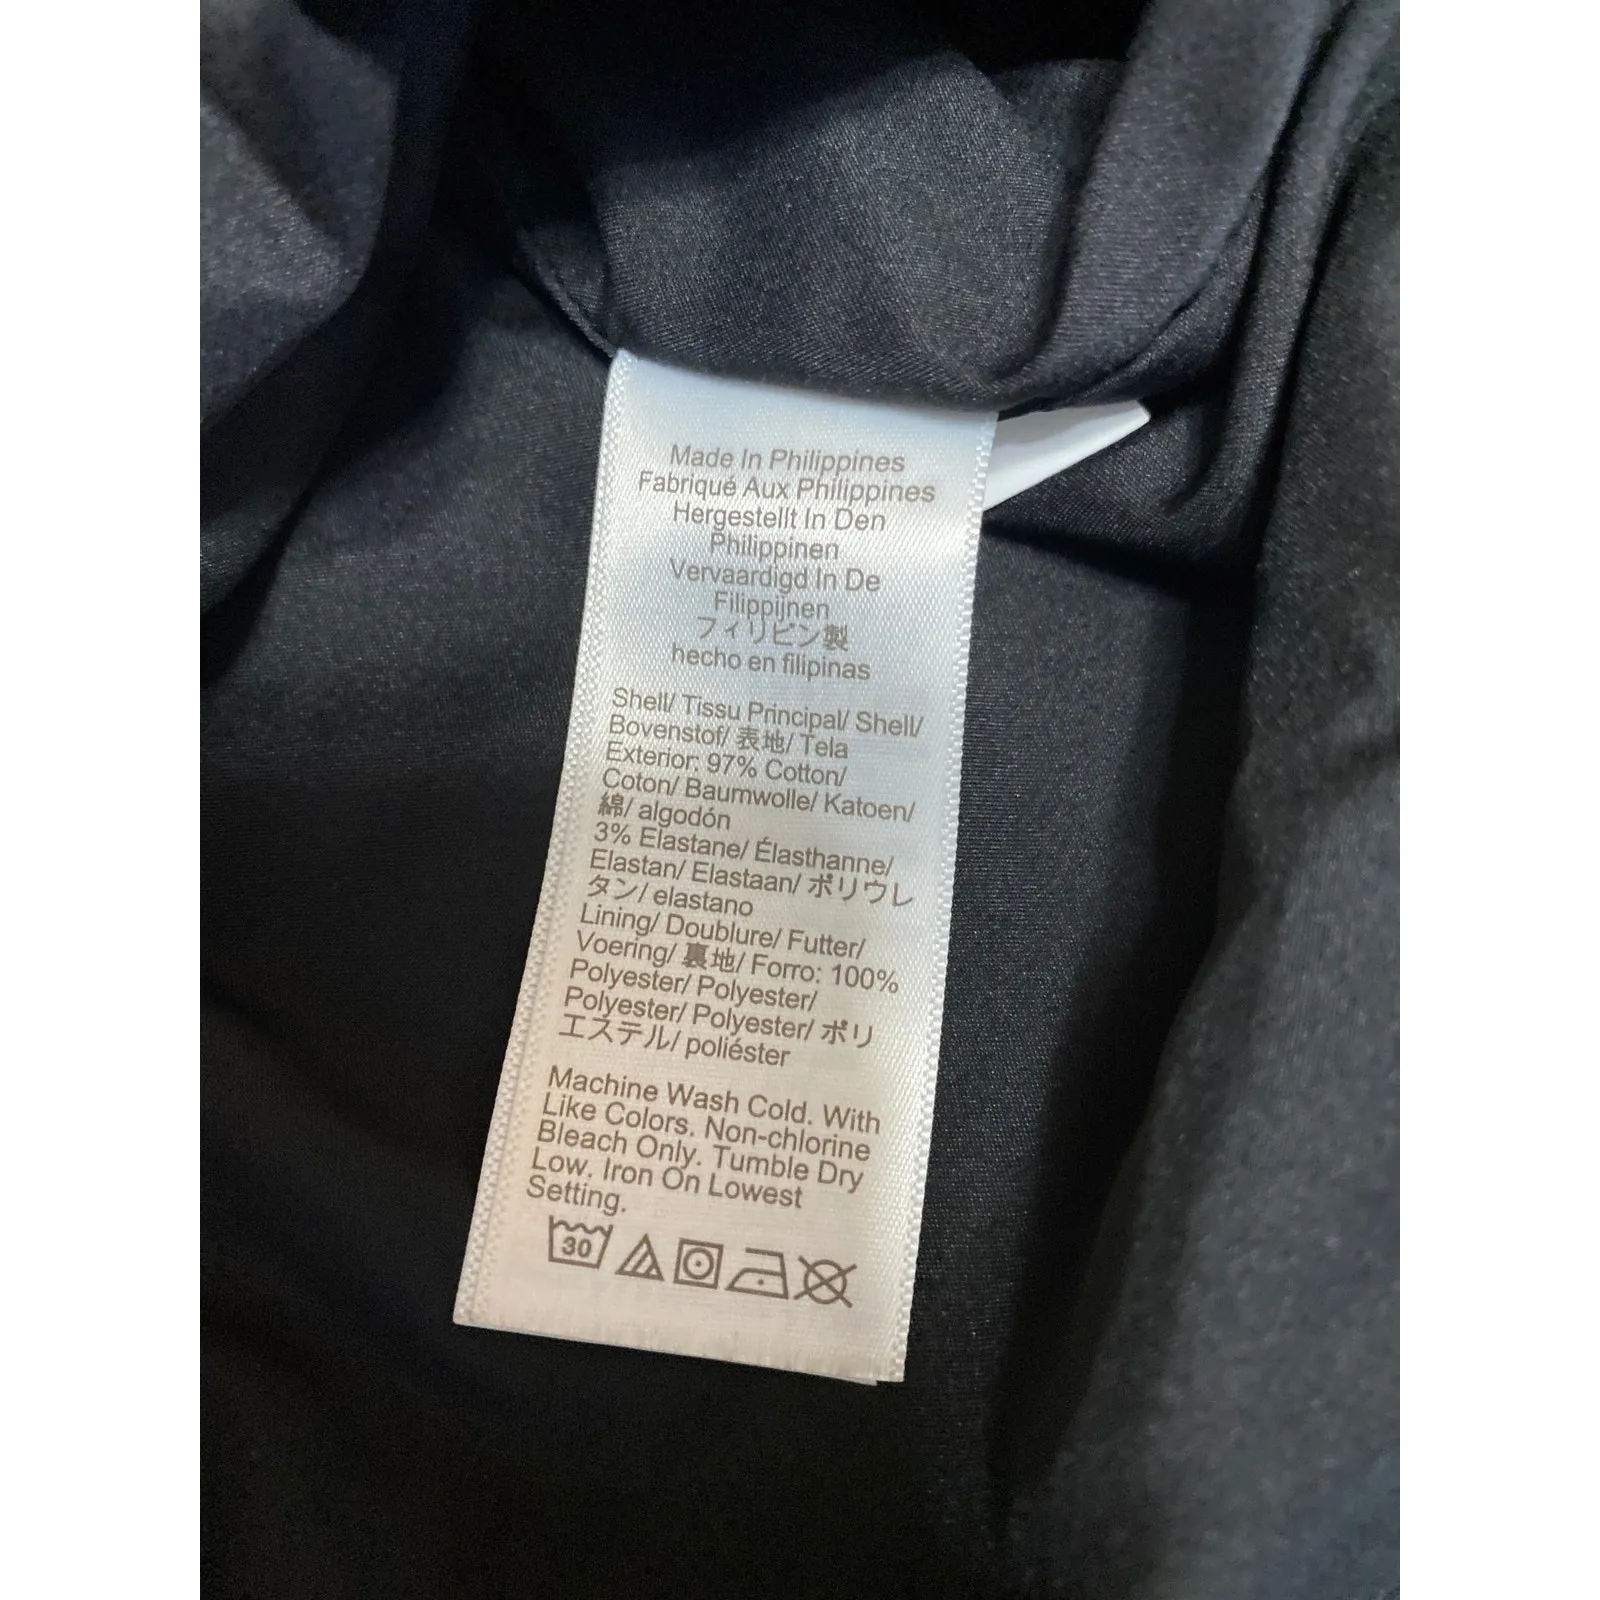 Made In Philippines
Fabriqué Aux Philippines
Hergestellt In Den
Philippinen
Vervaardigd In De
Filippijnen
フィリピン製
hecho en filipinas
Shell/ Tissu Principal/ Shell/
Bovenstof/ 表地/ Tela
Exterior: 97% Cotton/
Coton/ Baumwolle/ Katoen/
綿/ algodón
3% Elastane/ Élasthanne/
Elastan/ Elastaan/ ポリウレ
タン/ elastano
Lining/ Doublure/ Futter/
Voering/ 裏地/ Forro: 100%
Polyester/ Polyester/
Polyester/ Polyester/ ポリ
エステル/ poliéster
Machine Wash Cold. With
Like Colors. Non-chlorine
Bleach Only. Tumble Dry
Low. Iron On Lowest
Setting.
30